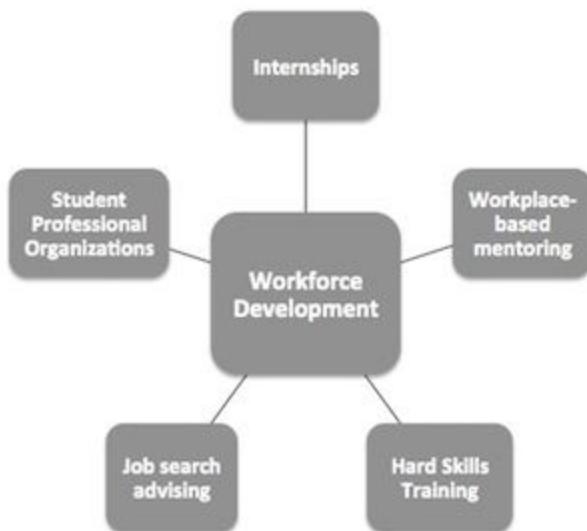 Internships
Student
Professional
Organizations
Workplace-
based
mentoring
Workforce
Development
Job search
advising
Hard Skills
Training